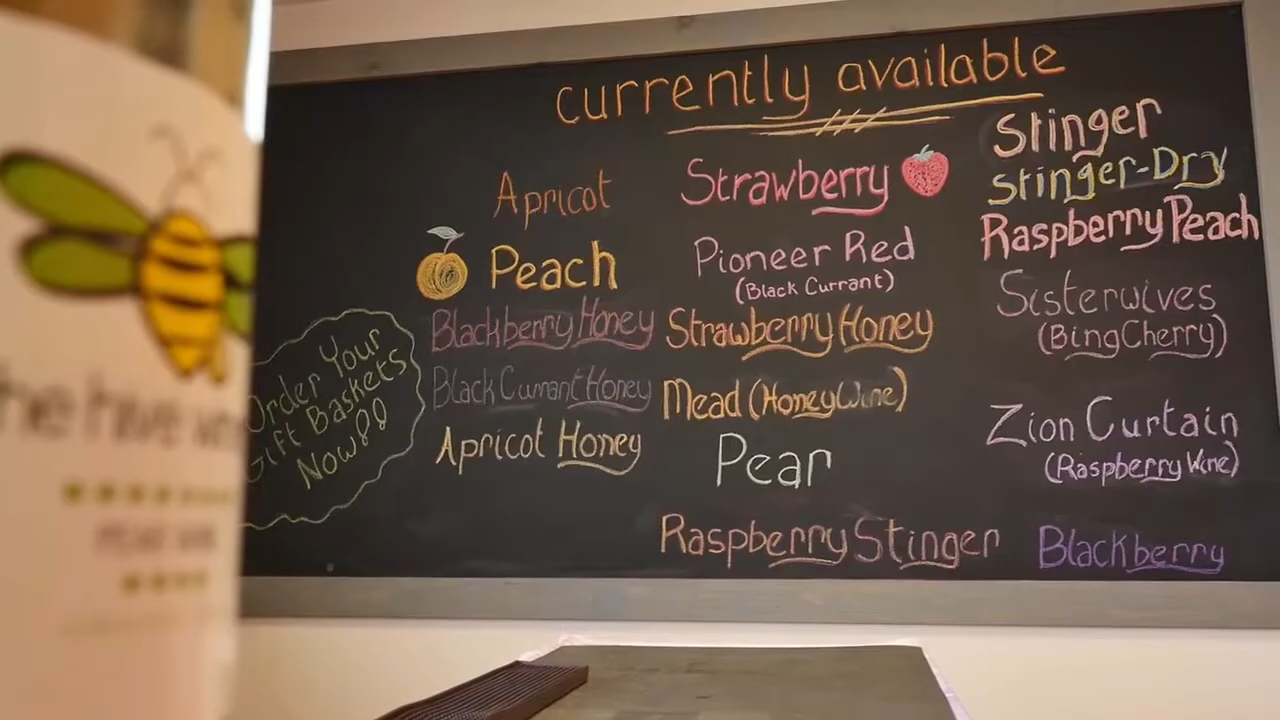 currently available
Apricot
Peach
Blackberry Honey
Black Currant Honey
Apricot Honey
Strawberry
Pioneer Red
(Black Currant)
Strawberry Honey
Mead (Honey Wine)
Pear
Raspberry Stinger
Stinger
Stinger-Dry
Raspberry Peach
Sisterwives
(Bing Cherry)
Zion Curtain
(Raspberry Wine)
Blackberry
Order Your
Gift Baskets
Now!!
the hive